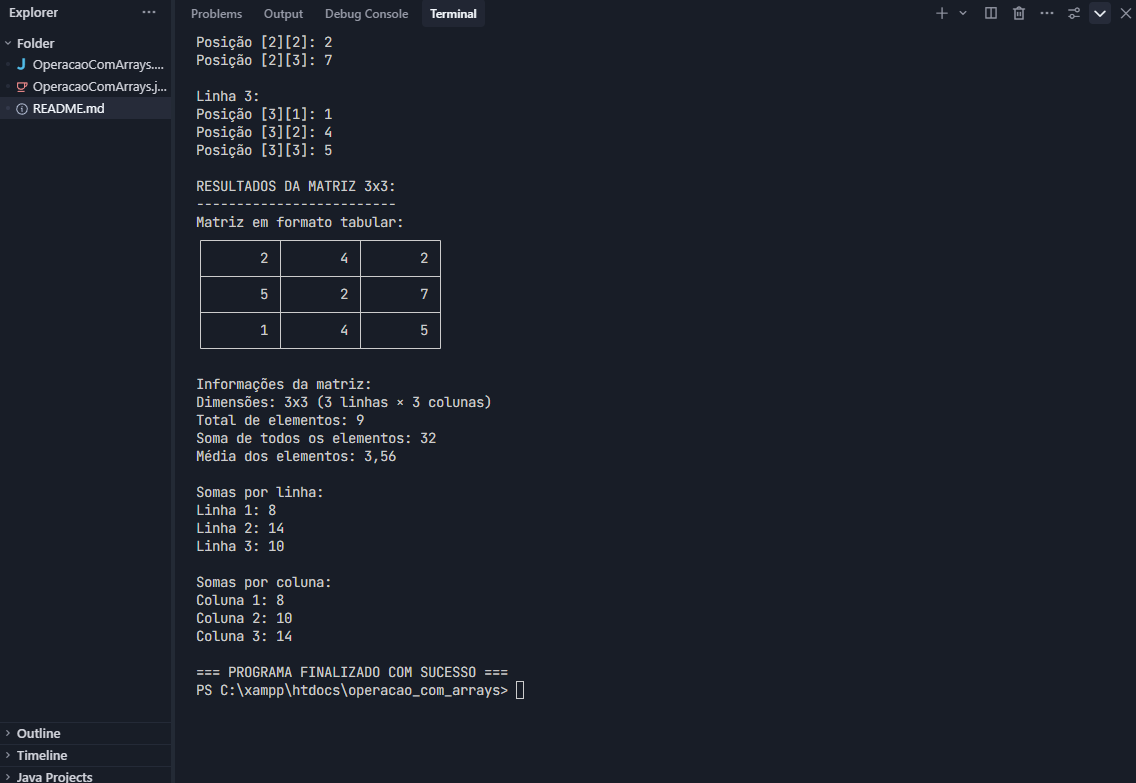 Explorer
Problems Output Debug Console Terminal
Folder
OperacaoComArrays....
OperacaoComArrays.j...
README.md
Posição [2][2]: 2
Posição [2][3]: 7
Linha 3:
Posição [3][1]: 1
Posição [3][2]: 4
Posição [3][3]: 5
RESULTADOS DA MATRIZ 3x3:
-------------------------
Matriz em formato tabular:
2 4 2
5 2 7
1 4 5
Informações da matriz:
Dimensões: 3x3 (3 linhas × 3 colunas)
Total de elementos: 9
Soma de todos os elementos: 32
Média dos elementos: 3,56
Somas por linha:
Linha 1: 8
Linha 2: 14
Linha 3: 10
Somas por coluna:
Coluna 1: 8
Coluna 2: 10
Coluna 3: 14
=== PROGRAMA FINALIZADO COM SUCESSO ===
PS C:\xampp\htdocs\operacao_com_arrays>
Outline
Timeline
Java Projects